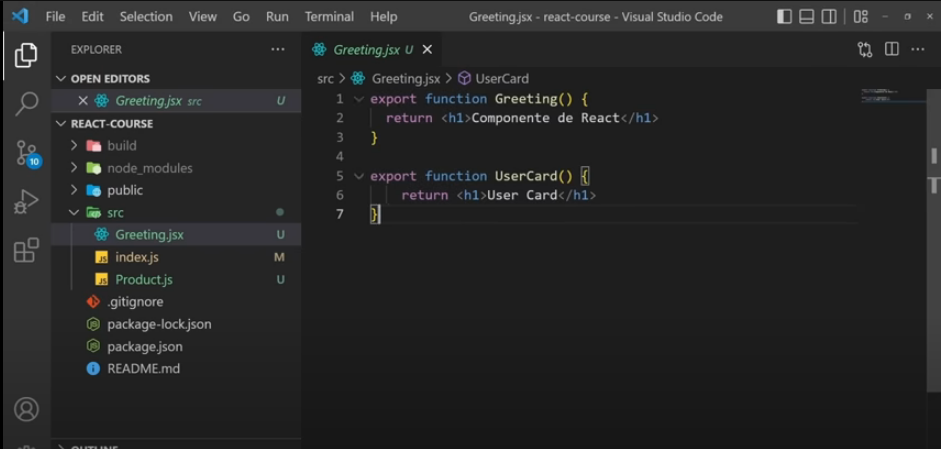 File Edit Selection View Go Run Terminal Help Greeting.jsx - react-course - Visual Studio Code
EXPLORER ...
OPEN EDITORS
Greeting.jsx src U
REACT-COURSE
build
node_modules
public
src
Greeting.jsx U
JS index.js M
JS Product.js U
.gitignore
package-lock.json
package.json
README.md
OUTLINE
10
Greeting.jsx U
src > Greeting.jsx > UserCard
1 export function Greeting() {
2 return <h1>Componente de React</h1>
3 }
4
5 export function UserCard() {
6 return <h1>User Card</h1>
7 }